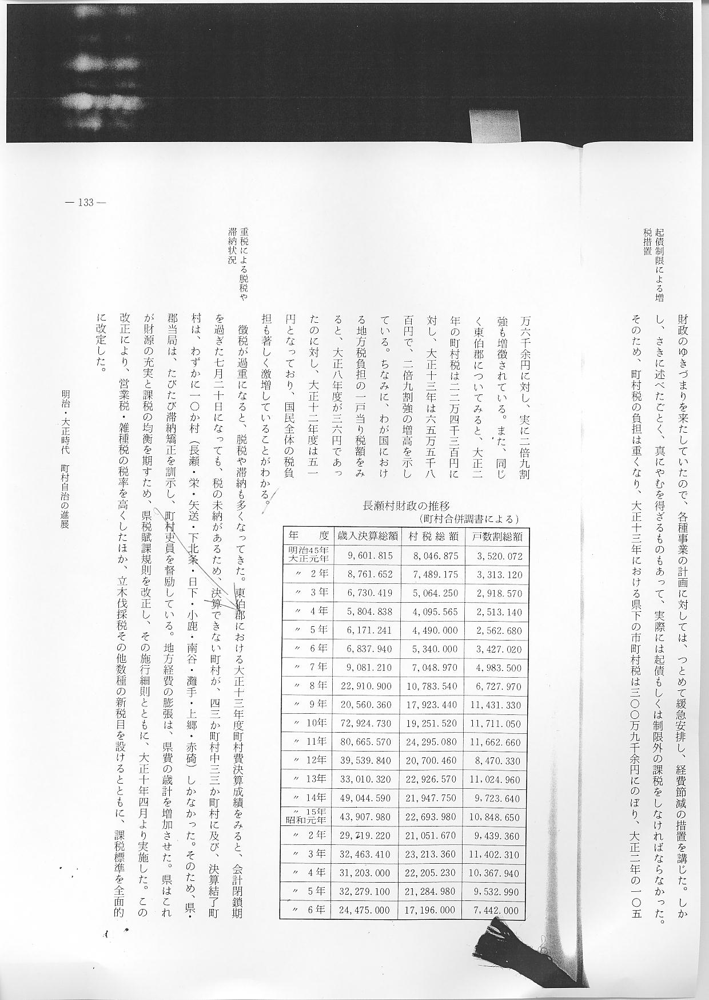 起債制限による増
税措置
財政のゆきづまりを来たしていたので、各種事業の計画に対しては、つとめて緩急安排し、経費節減の措置を講じた。しか
し、さきに述べたごとく、真にやむを得ざるものもあって、実際には起債もしくは制限外の課税をしなければならなかった。
そのため、町村税の負担は重くなり、大正十三年における県下の市町村税は三〇〇万九千余円にのぼり、大正二年の一〇五
万六千余円に対し、実に二倍九割
強も増徴されている。また、同じ
く東伯郡についてみると、大正二
年の町村税は二二万四千三百円に
対し、大正十三年は六五万五千八
百円で、二倍九割強の増高を示し
ている。ちなみに、わが国におけ
る地方税負担の一戸当り税額をみ
ると、大正八年度が三六円であっ
たのに対し、大正十二年度は五一
円となっており、国民全体の税負
担も著しく激増していることがわかる。
長瀬村財政の推移
(町村合併調書による)
年 度 歳入決算総額 村税総額 戸数割総額
明治45年
大正元年 9,601.815 8,046.875 3,520.072
〃 2年 8,761.652 7,489.175 3,313.120
〃 3年 6,730.419 5,064.250 2,918.570
〃 4年 5,804.838 4,095.565 2,513.140
〃 5年 6,171.241 4,490.000 2,562.680
〃 6年 6,837.940 5,340.000 3,427.020
〃 7年 9,081.210 7,048.970 4,983.500
〃 8年 22,910.900 10,783.540 6,727.970
〃 9年 20,560.360 17,923.440 11,431.330
〃 10年 72,924.730 19,251.520 11,711.050
〃 11年 80,665.570 24,295.080 11,662.660
〃 12年 39,539.840 20,700.460 8,470.330
〃 13年 33,010.320 22,926.570 11,024.960
〃 14年 49,044.590 21,947.750 9,723.640
〃 15年
昭和元年 43,907.980 22,693.980 10,848.650
〃 2年 29,719.220 21,051.670 9,439.360
〃 3年 32,463.410 23,213.360 11,402.310
〃 4年 31,203.000 22,205.230 10,367.940
〃 5年 32,279.100 21,284.980 9,532.990
〃 6年 24,475.000 17,196.000 7,442.000
重税による脱税や
滞納状況
徴税が過重になると、脱税や滞納も多くなってきた。東伯郡における大正十三年度町村費決算成績をみると、会計閉鎖期
を過ぎた七月二十日になっても、税の未納があるため、決算できない町村が、四三か町村中三三か町村に及び、決算結了町
村は、わずかに一〇か村（長瀬・栄・矢送・下北条・日下・小鹿・南谷・灘手・上郷・赤碕）しかなかった。そのため、県・
郡当局は、たびたび滞納矯正を訓示し、町村吏員を督励している。地方経費の膨張は、県費の歳計を増加させた。県はこれ
が財源の充実と課税の均衡を期すため、県税賦課規則を改正し、その施行細則とともに、大正十年四月より実施した。この
改正により、営業税・雑種税の税率を高くしたほか、立木伐採税その他数種の新税目を設けるとともに、課税標準を全面的
に改定した。
明治・大正時代 町村自治の進展
— 133 —